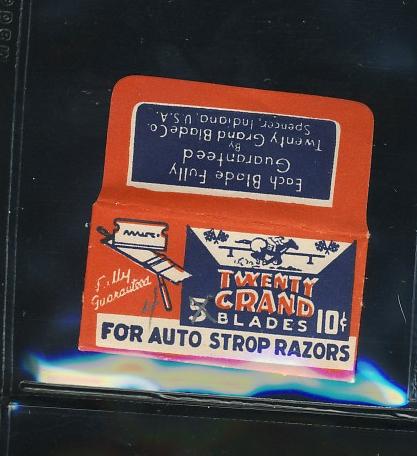 Each Blade Fully
Guaranteed
By
Twenty Grand Blade Co.
Spencer, Indiana, U.S.A.
Fully
Guaranteed
TWENTY
GRAND
5 BLADES 10¢
FOR AUTO STROP RAZORS